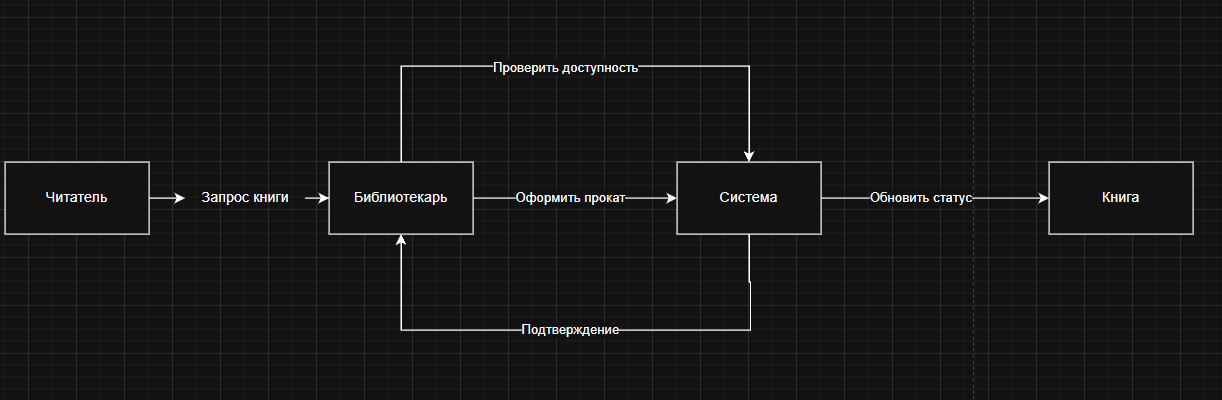 Проверить доступность
Читатель
Запрос книги
Библиотекарь
Оформить прокат
Система
Обновить статус
Книга
Подтверждение